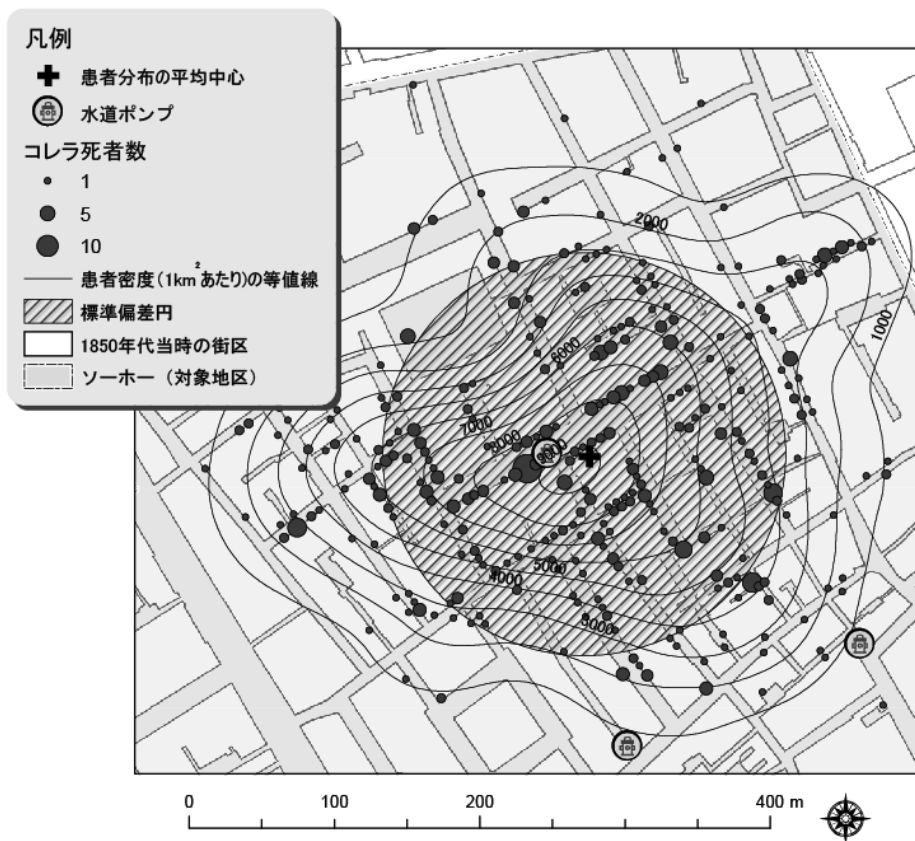 凡例
患者分布の平均中心
水道ポンプ
コレラ死者数
1
5
10
患者密度(1km²あたり)の等値線
標準偏差円
1850年代当時の街区
ソーホー（対象地区）
2000
1000
6000
7000
8000
9000
5000
4000
3000
0 100 200 400 m